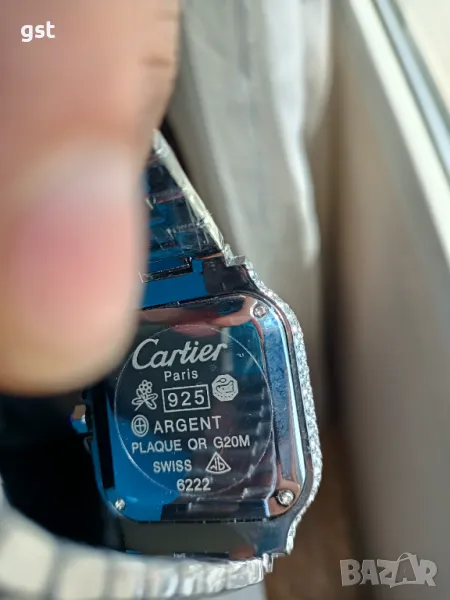 gst
Cartier
Paris
925
ARGENT
PLAQUE OR G20M
SWISS
6222
BAZAR